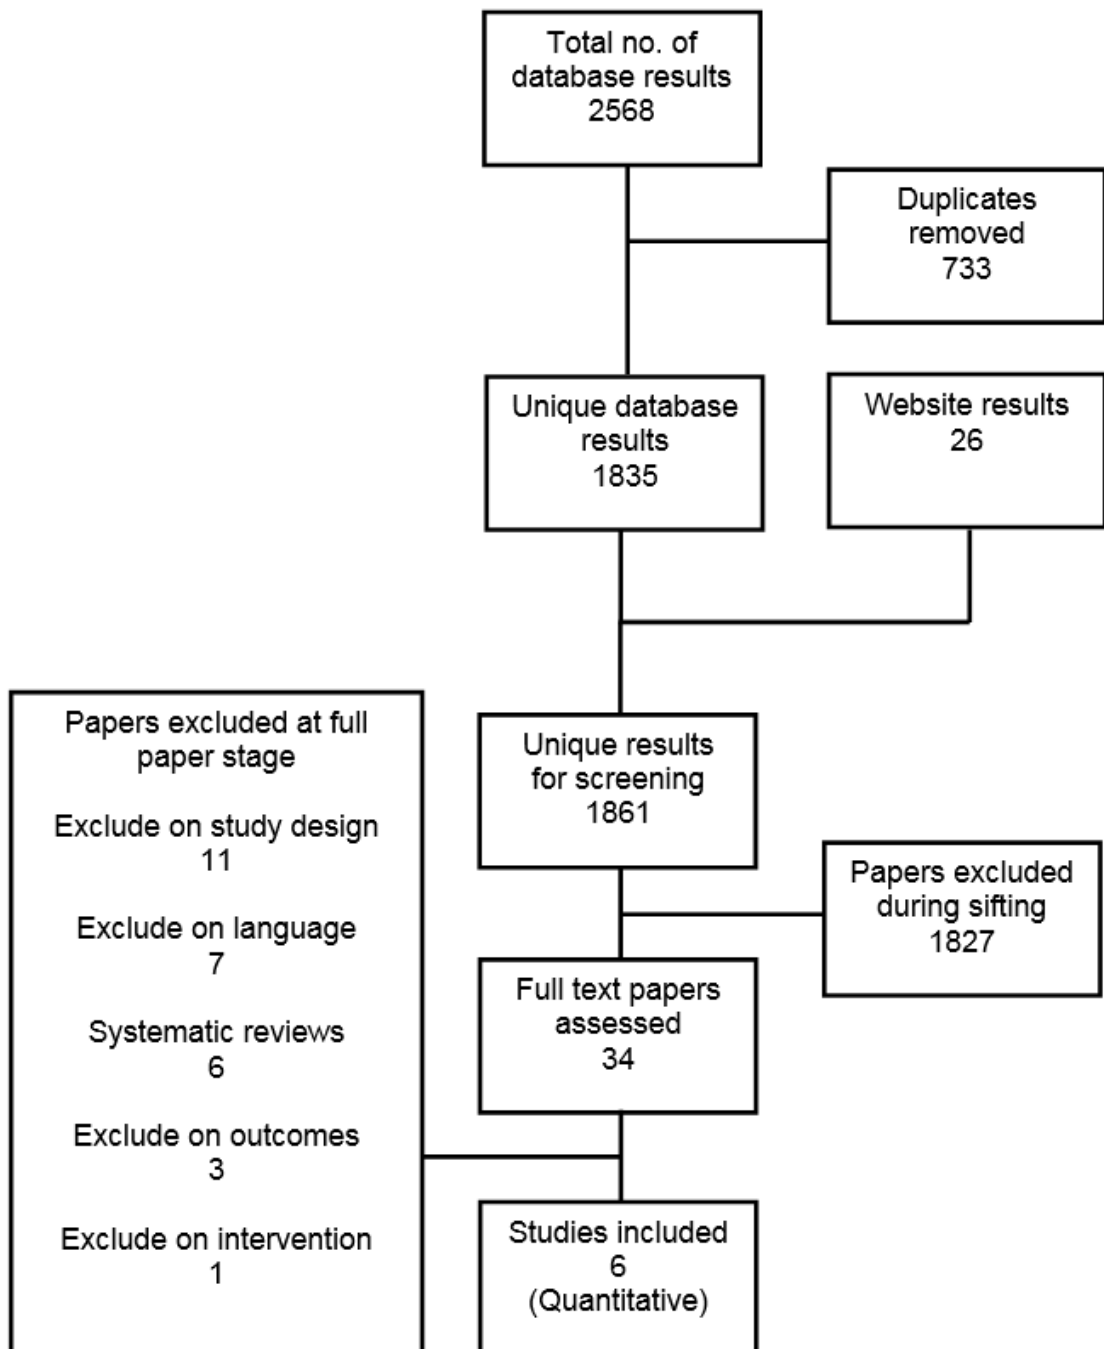 Total no. of
database results
2568
Duplicates
removed
733
Unique database
results
1835
Website results
26
Unique results
for screening
1861
Papers excluded
during sifting
1827
Full text papers
assessed
34
Papers excluded at full
paper stage
Exclude on study design
11
Exclude on language
7
Systematic reviews
6
Exclude on outcomes
3
Exclude on intervention
1
Studies included
6
(Quantitative)